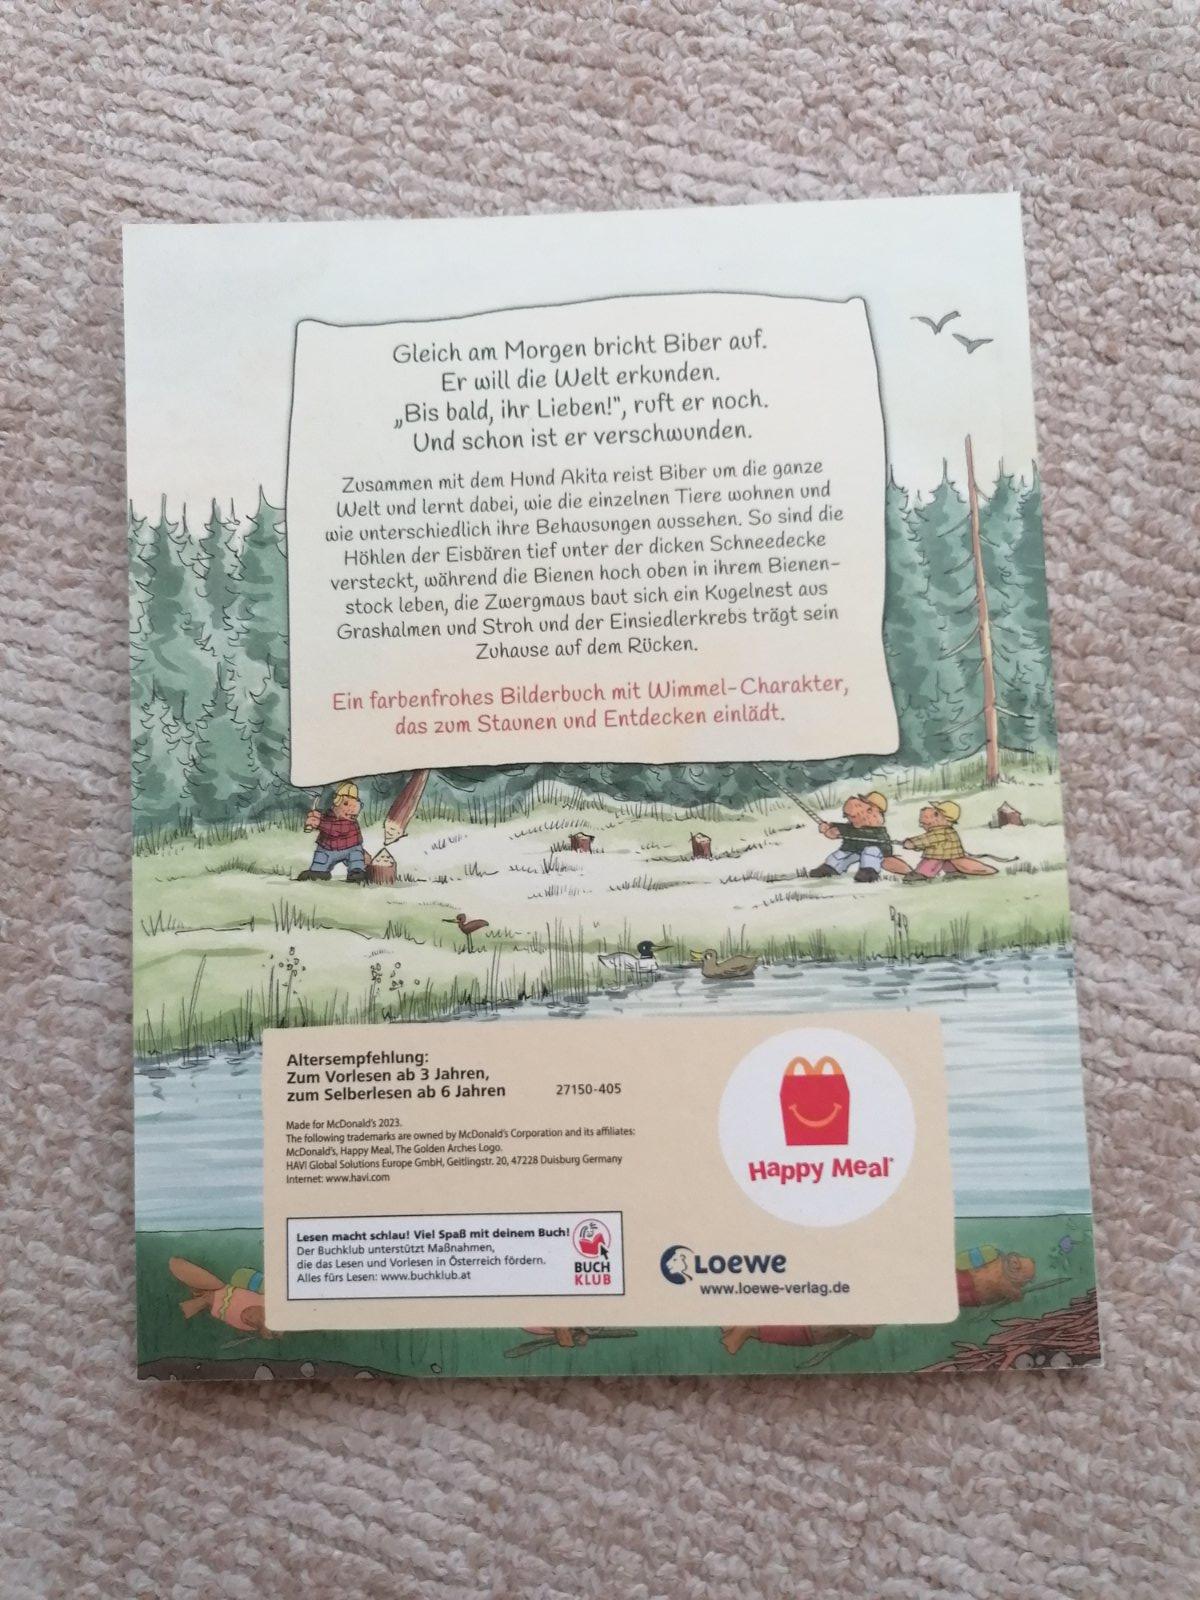 Gleich am Morgen bricht Biber auf.
Er will die Welt erkunden.
„Bis bald, ihr Lieben!", ruft er noch.
Und schon ist er verschwunden.
Zusammen mit dem Hund Akita reist Biber um die ganze
Welt und lernt dabei, wie die einzelnen Tiere wohnen und
wie unterschiedlich ihre Behausungen aussehen. So sind die
Höhlen der Eisbären tief unter der dicken Schneedecke
versteckt, während die Bienen hoch oben in ihrem Bienen-
stock leben, die Zwergmaus baut sich ein Kugelnest aus
Grashalmen und Stroh und der Einsiedlerkrebs trägt sein
Zuhause auf dem Rücken.
Ein farbenfrohes Bilderbuch mit Wimmel-Charakter,
das zum Staunen und Entdecken einlädt.
Altersempfehlung:
Zum Vorlesen ab 3 Jahren,
zum Selberlesen ab 6 Jahren
27150-405
Made for McDonald's 2023.
The following trademarks are owned by McDonald's Corporation and its affiliates:
McDonald's, Happy Meal, The Golden Arches Logo.
HAVI Global Solutions Europe GmbH, Geitlingstr. 20, 47228 Duisburg Germany
Internet: www.havi.com
Happy Meal®
Lesen macht schlau! Viel Spaß mit deinem Buch!
Der Buchklub unterstützt Maßnahmen,
die das Lesen und Vorlesen in Österreich fördern.
Alles fürs Lesen: www.buchklub.at
BUCH
KLUB
Loewe
www.loewe-verlag.de